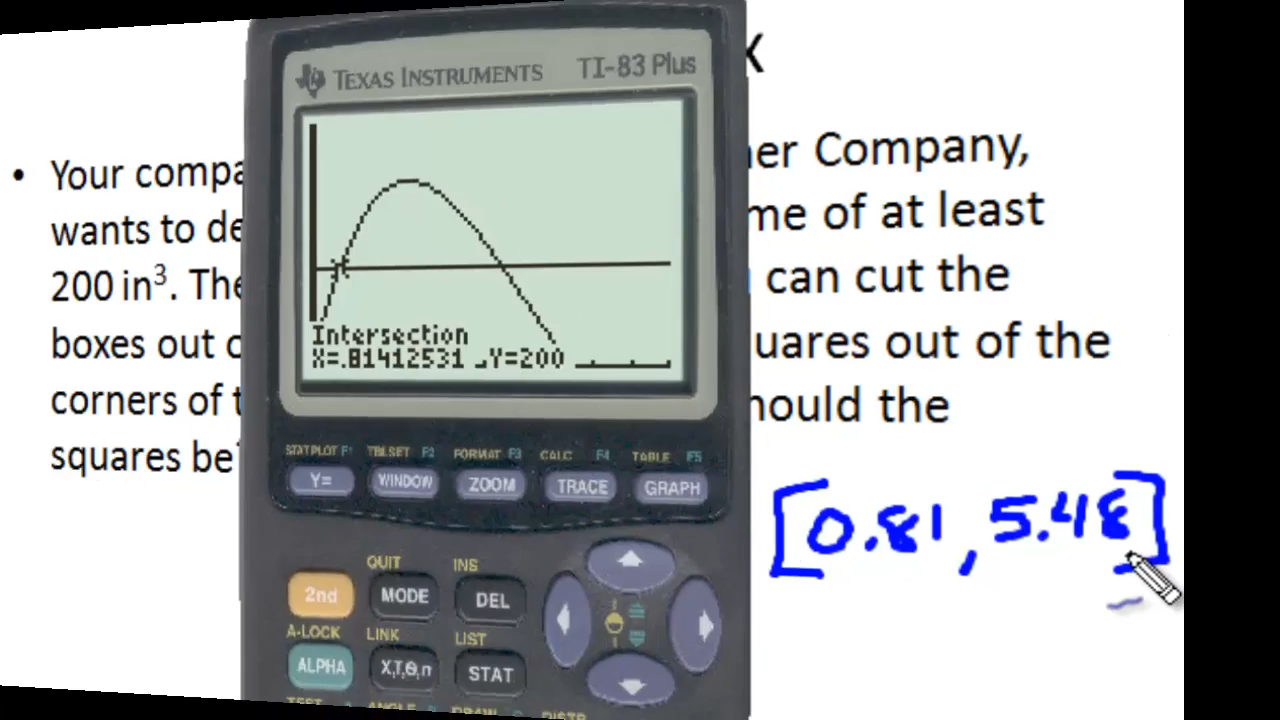 X
TEXAS INSTRUMENTS TI-83 Plus
• Your compa
ner Company,
wants to de
me of at least
200 in³. The
can cut the
boxes out o
uares out of the
corners of t
hould the
squares be
Intersection
X=.81412531 Y=200
STAT PLOT F1 TBLSET F2 FORMAT F3 CALC F4 TABLE F5
Y= WINDOW ZOOM TRACE GRAPH
[0.81, 5.48]
QUIT INS
2nd MODE DEL
A-LOCK LINK LIST
ALPHA X,T,Θ,n STAT